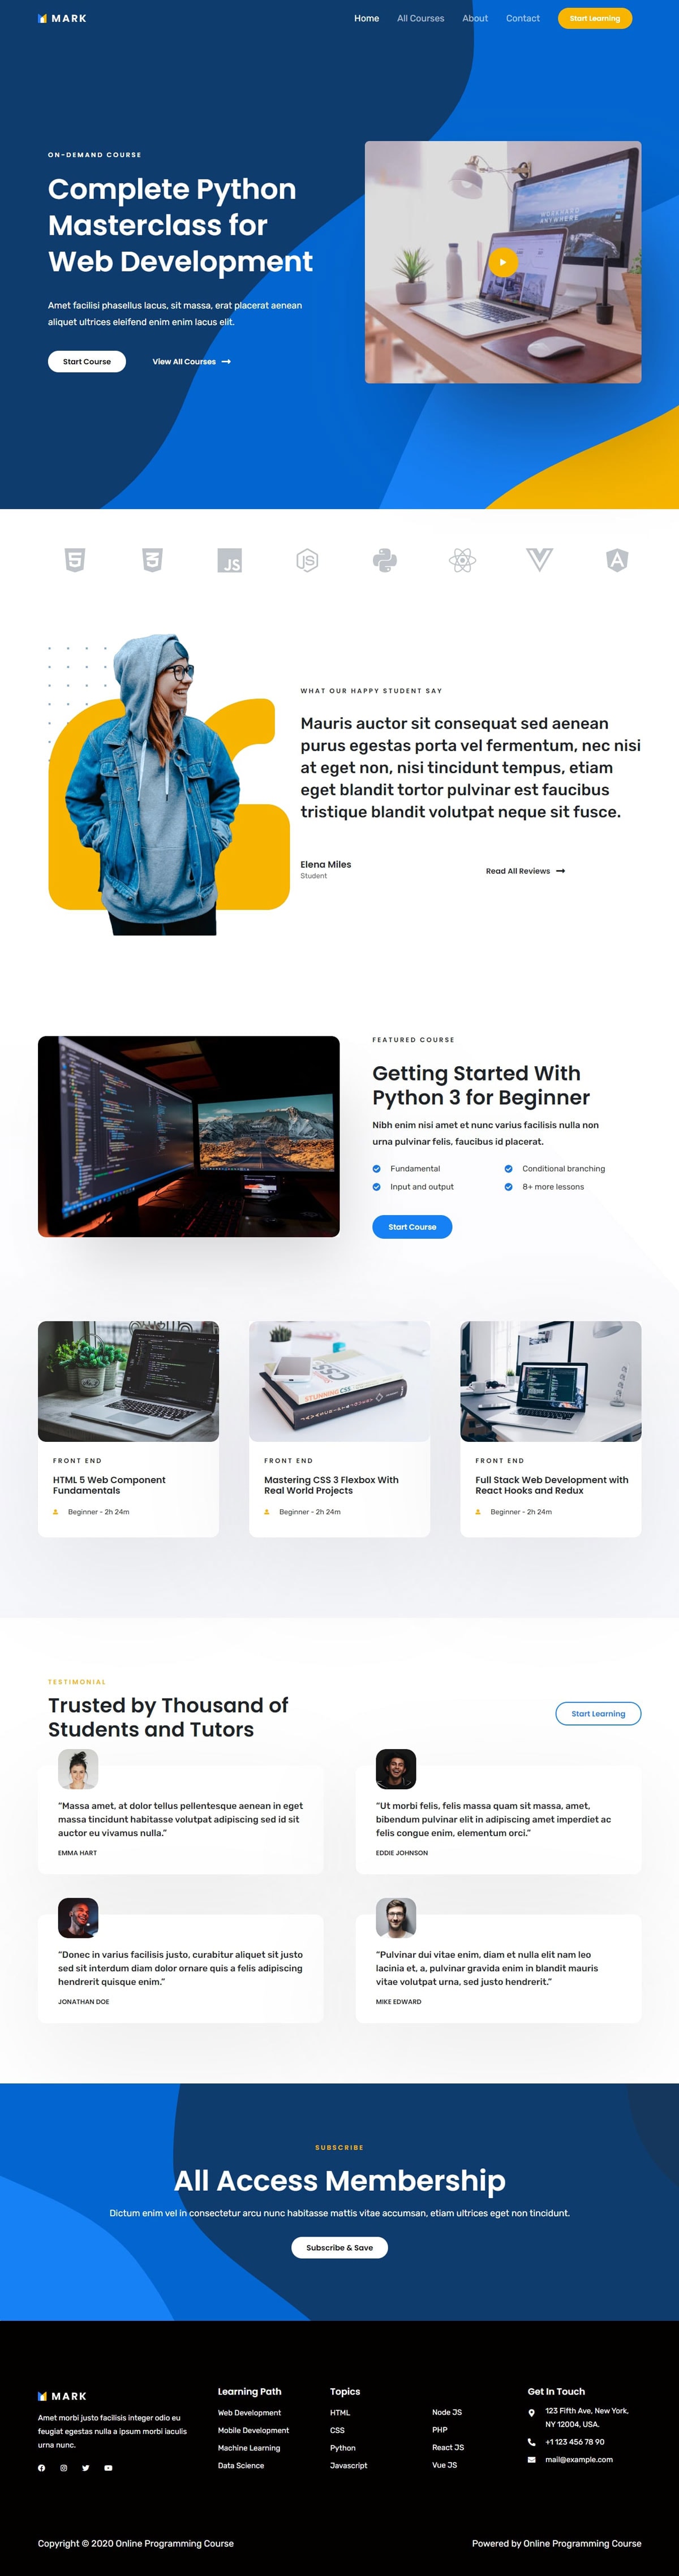 MARK
Home
All Courses
About
Contact
Start Learning
ON-DEMAND COURSE
Complete Python
Masterclass for
Web Development
Amet facilisi phasellus lacus, sit massa, erat placerat aenean
aliquet ultrices eleifend enim enim lacus elit.
Start Course
View All Courses
WORKHARD
ANYWHERE
JS
JS
WHAT OUR HAPPY STUDENT SAY
Mauris auctor sit consequat sed aenean
purus egestas porta vel fermentum, nec nisi
at eget non, nisi tincidunt tempus, etiam
eget blandit tortor pulvinar est faucibus
tristique blandit volutpat neque sit fusce.
Elena Miles
Student
Read All Reviews
FEATURED COURSE
Getting Started With
Python 3 for Beginner
Nibh enim nisi amet et nunc varius facilisis nulla non
urna pulvinar felis, faucibus id placerat.
Fundamental
Conditional branching
Input and output
8+ more lessons
Start Course
STUNNING CSS
FRONT END
HTML 5 Web Component
Fundamentals
Beginner - 2h 24m
FRONT END
Mastering CSS 3 Flexbox With
Real World Projects
Beginner - 2h 24m
FRONT END
Full Stack Web Development with
React Hooks and Redux
Beginner - 2h 24m
TESTIMONIAL
Trusted by Thousand of
Students and Tutors
Start Learning
“Massa amet, at dolor tellus pellentesque aenean in eget
massa tincidunt habitasse volutpat adipiscing sed id sit
auctor eu vivamus nulla.”
EMMA HART
“Ut morbi felis, felis massa quam sit massa, amet,
bibendum pulvinar elit in adipiscing amet imperdiet ac
felis congue enim, elementum orci.”
EDDIE JOHNSON
“Donec in varius facilisis justo, curabitur aliquet sit justo
sed sit interdum diam dolor ornare quis a felis adipiscing
hendrerit quisque enim.”
JONATHAN DOE
“Pulvinar dui vitae enim, diam et nulla elit nam leo
lacinia et, a, pulvinar gravida enim in blandit mauris
vitae volutpat urna, sed justo hendrerit.”
MIKE EDWARD
SUBSCRIBE
All Access Membership
Dictum enim vel in consectetur arcu nunc habitasse mattis vitae accumsan, etiam ultrices eget non tincidunt.
Subscribe & Save
MARK
Amet morbi justo facilisis integer odio eu
feugiat egestas nulla a ipsum morbi iaculis
urna nunc.
Learning Path
Web Development
Mobile Development
Machine Learning
Data Science
Topics
HTML
CSS
Python
Javascript
Node JS
PHP
React JS
Vue JS
Get In Touch
123 Fifth Ave, New York,
NY 12004, USA.
+1 123 456 78 90
mail@example.com
Copyright © 2020 Online Programming Course
Powered by Online Programming Course